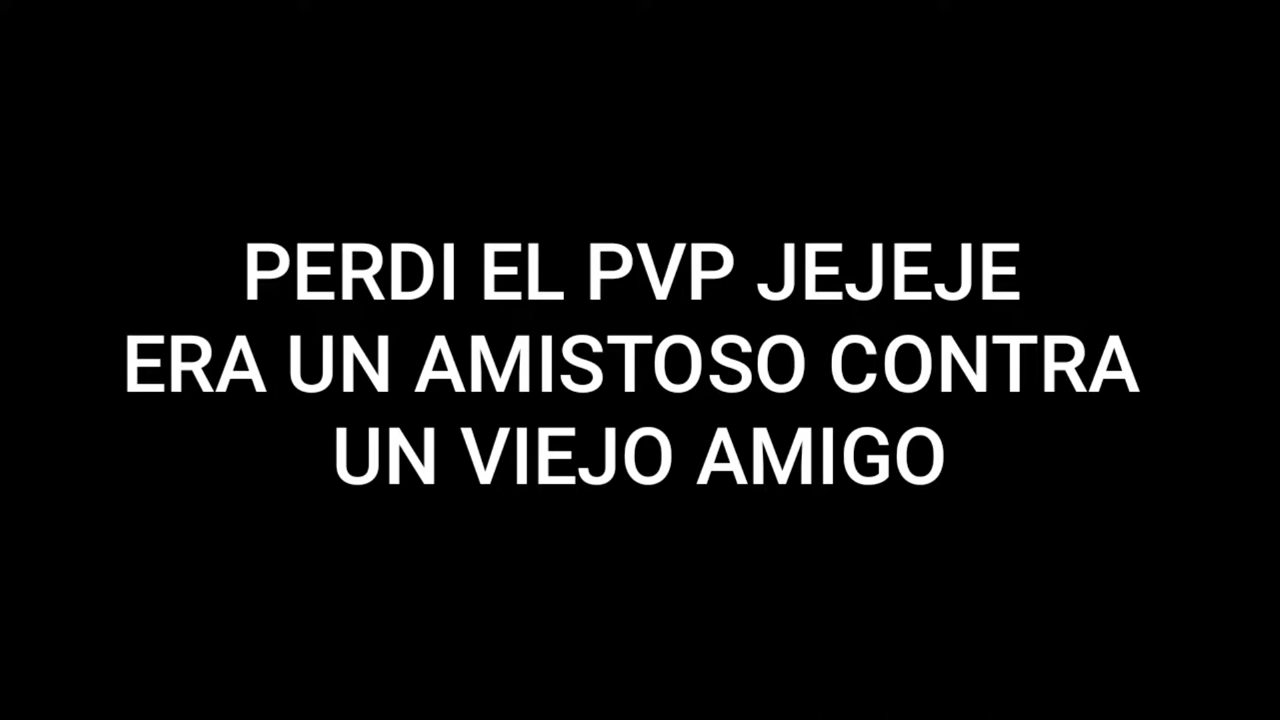 PERDI EL PVP JEJEJE
ERA UN AMISTOSO CONTRA
UN VIEJO AMIGO